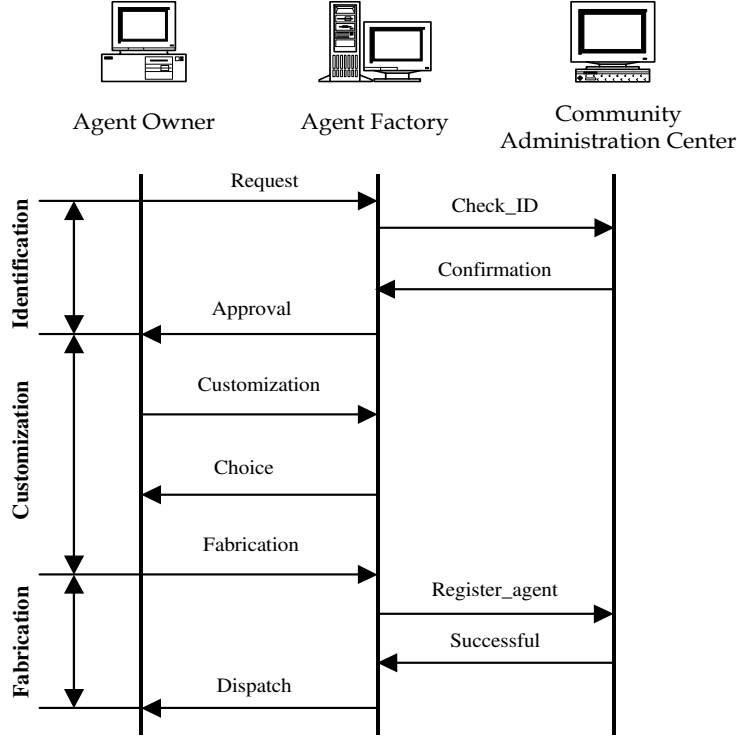 Agent Owner
Agent Factory
Community
Administration Center
Request
Check_ID
Confirmation
Approval
Identification
Customization
Choice
Fabrication
Customization
Register_agent
Successful
Dispatch
Fabrication